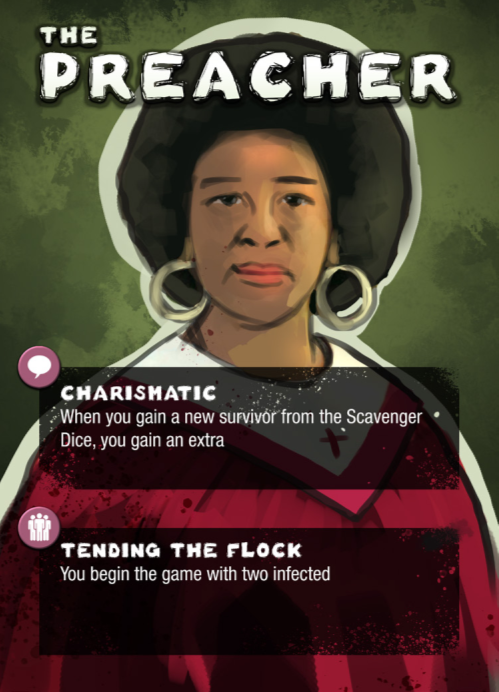 THE
PREACHER
CHARISMATIC
When you gain a new survivor from the Scavenger
Dice, you gain an extra
TENDING THE FLOCK
You begin the game with two infected